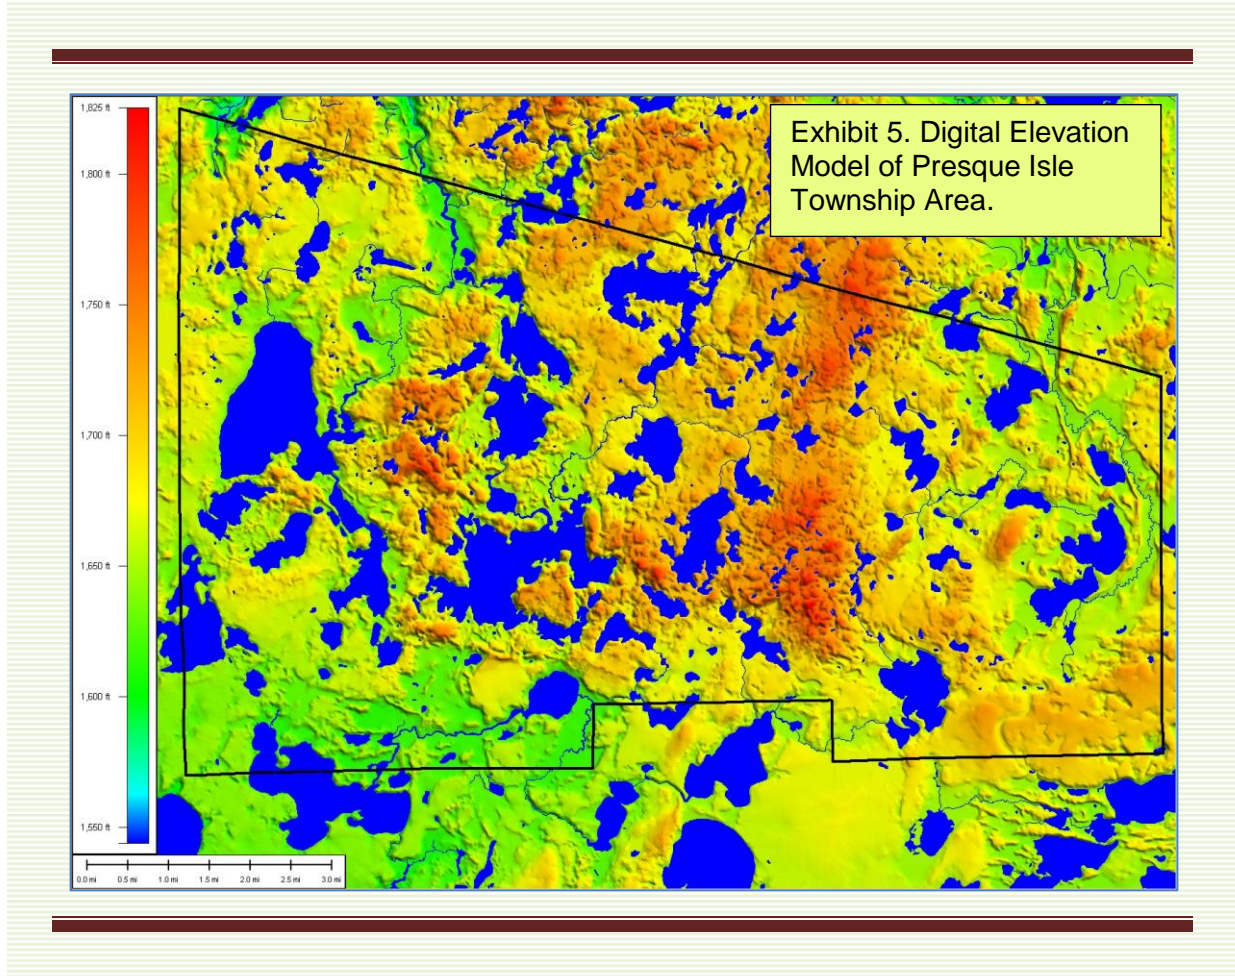 Exhibit 5. Digital Elevation
Model of Presque Isle
Township Area.
1,825 ft
1,800 ft
1,750 ft
1,700 ft
1,650 ft
1,600 ft
1,550 ft
0.0 mi 0.5 mi 1.0 mi 1.5 mi 2.0 mi 2.5 mi 3.0 mi